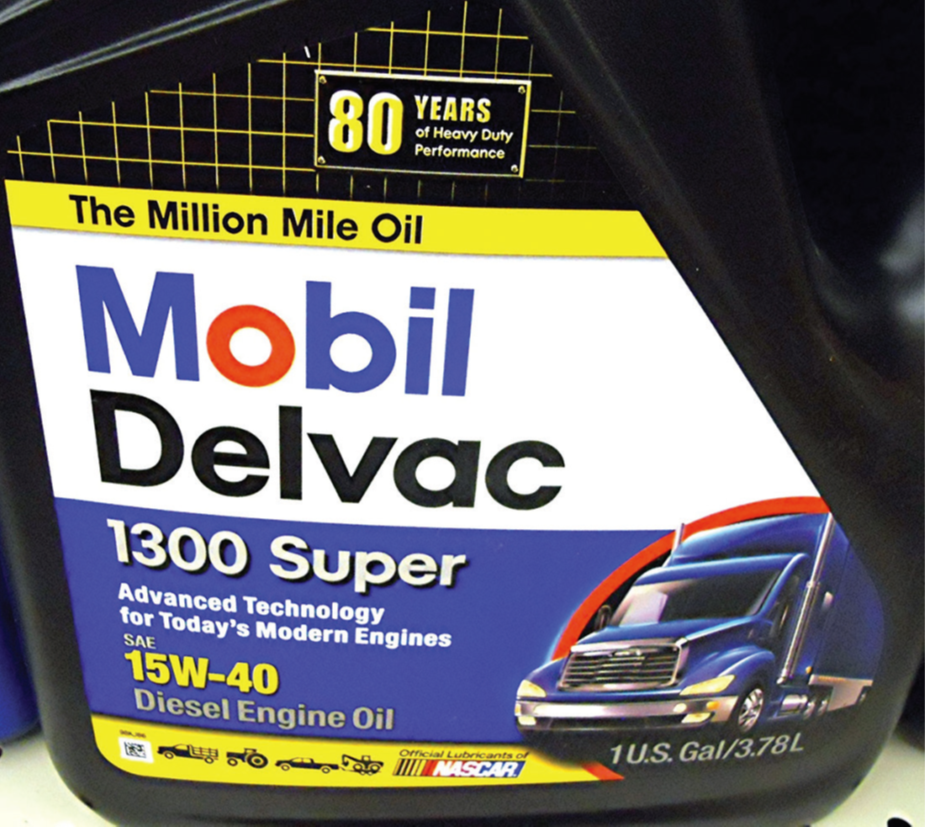 80 YEARS
of Heavy Duty
Performance
The Million Mile Oil
Mobil
Delvac
1300 Super
Advanced Technology
for Today's Modern Engines
SAE
15W-40
Diesel Engine Oil
Official Lubricants of
NASCAR
1 U.S. Gal/3.78L